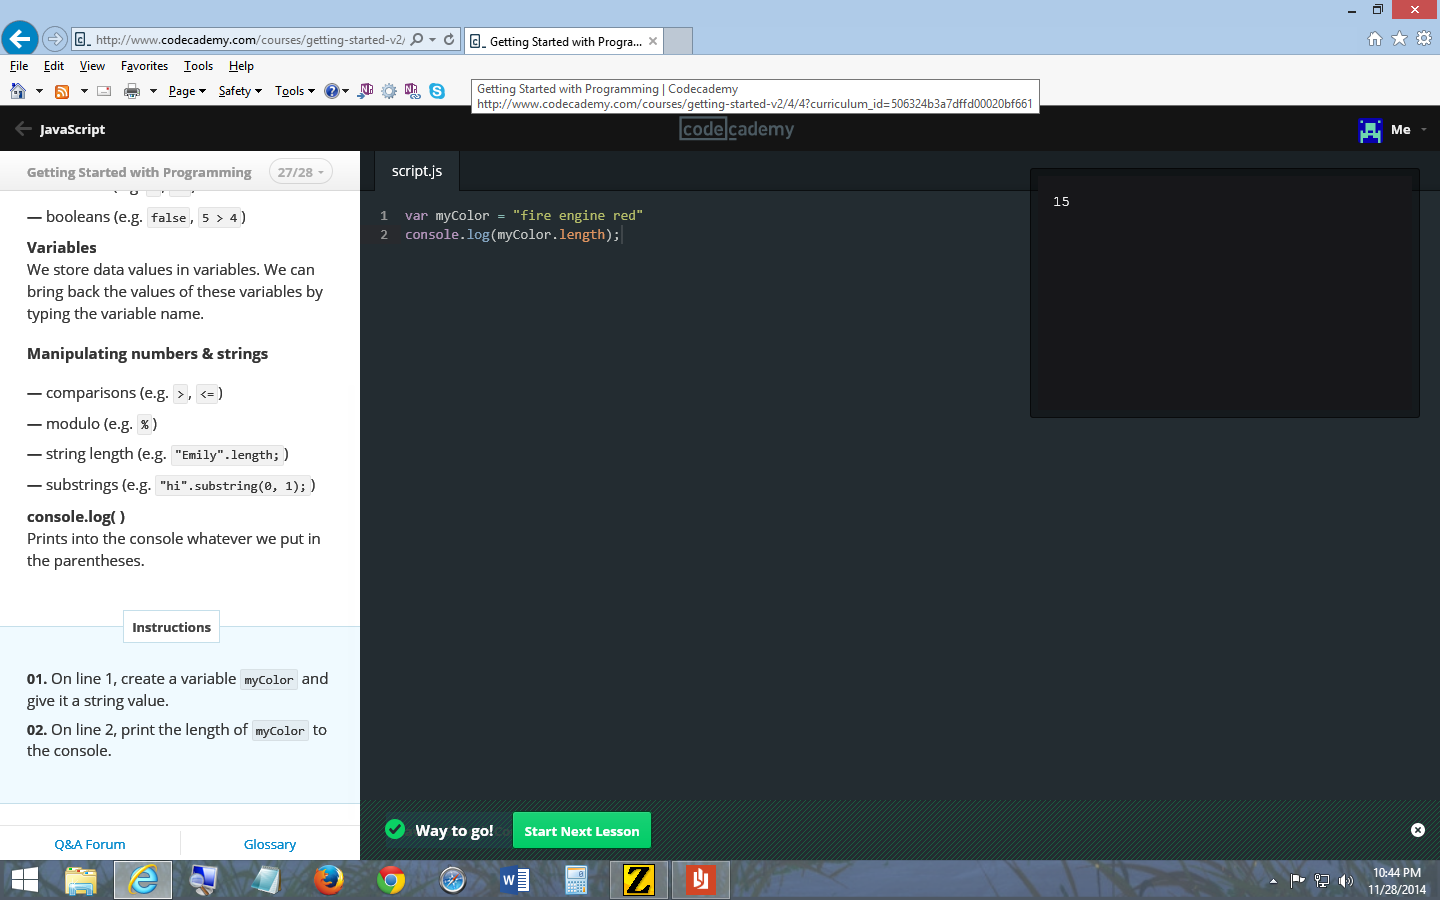 http://www.codecademy.com/courses/getting-started-v2/
Getting Started with Progra...
File Edit View Favorites Tools Help
Page Safety Tools
Getting Started with Programming | Codecademy
http://www.codecademy.com/courses/getting-started-v2/4/4?curriculum_id=506324b3a7dffd00020bf661
JavaScript
codecademy
Me
Getting Started with Programming 27/28
— booleans (e.g. false, 5 > 4)
Variables
We store data values in variables. We can
bring back the values of these variables by
typing the variable name.
Manipulating numbers & strings
— comparisons (e.g. >, <=)
— modulo (e.g. %)
— string length (e.g. "Emily".length;)
— substrings (e.g. "hi".substring(0, 1);)
console.log( )
Prints into the console whatever we put in
the parentheses.
Instructions
01. On line 1, create a variable myColor and
give it a string value.
02. On line 2, print the length of myColor to
the console.
Q&A Forum Glossary
script.js
1 var myColor = "fire engine red"
2 console.log(myColor.length);
15
Way to go! Start Next Lesson
10:44 PM
11/28/2014